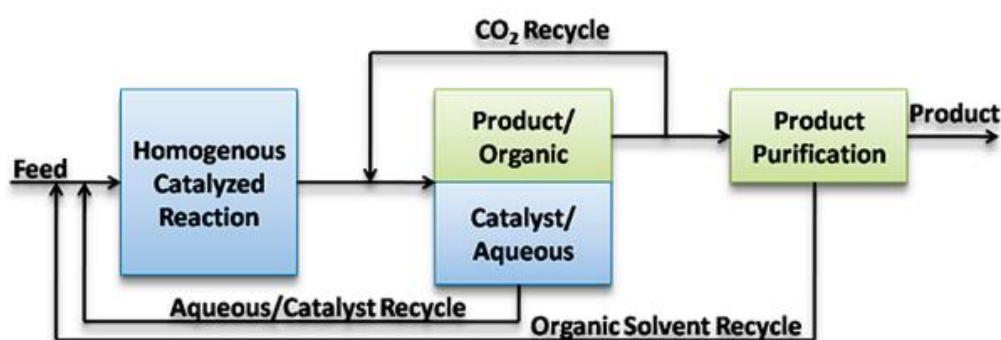 CO₂ Recycle
Feed
Homogenous
Catalyzed
Reaction
Product/
Organic
Catalyst/
Aqueous
Product
Purification
Product
Aqueous/Catalyst Recycle
Organic Solvent Recycle